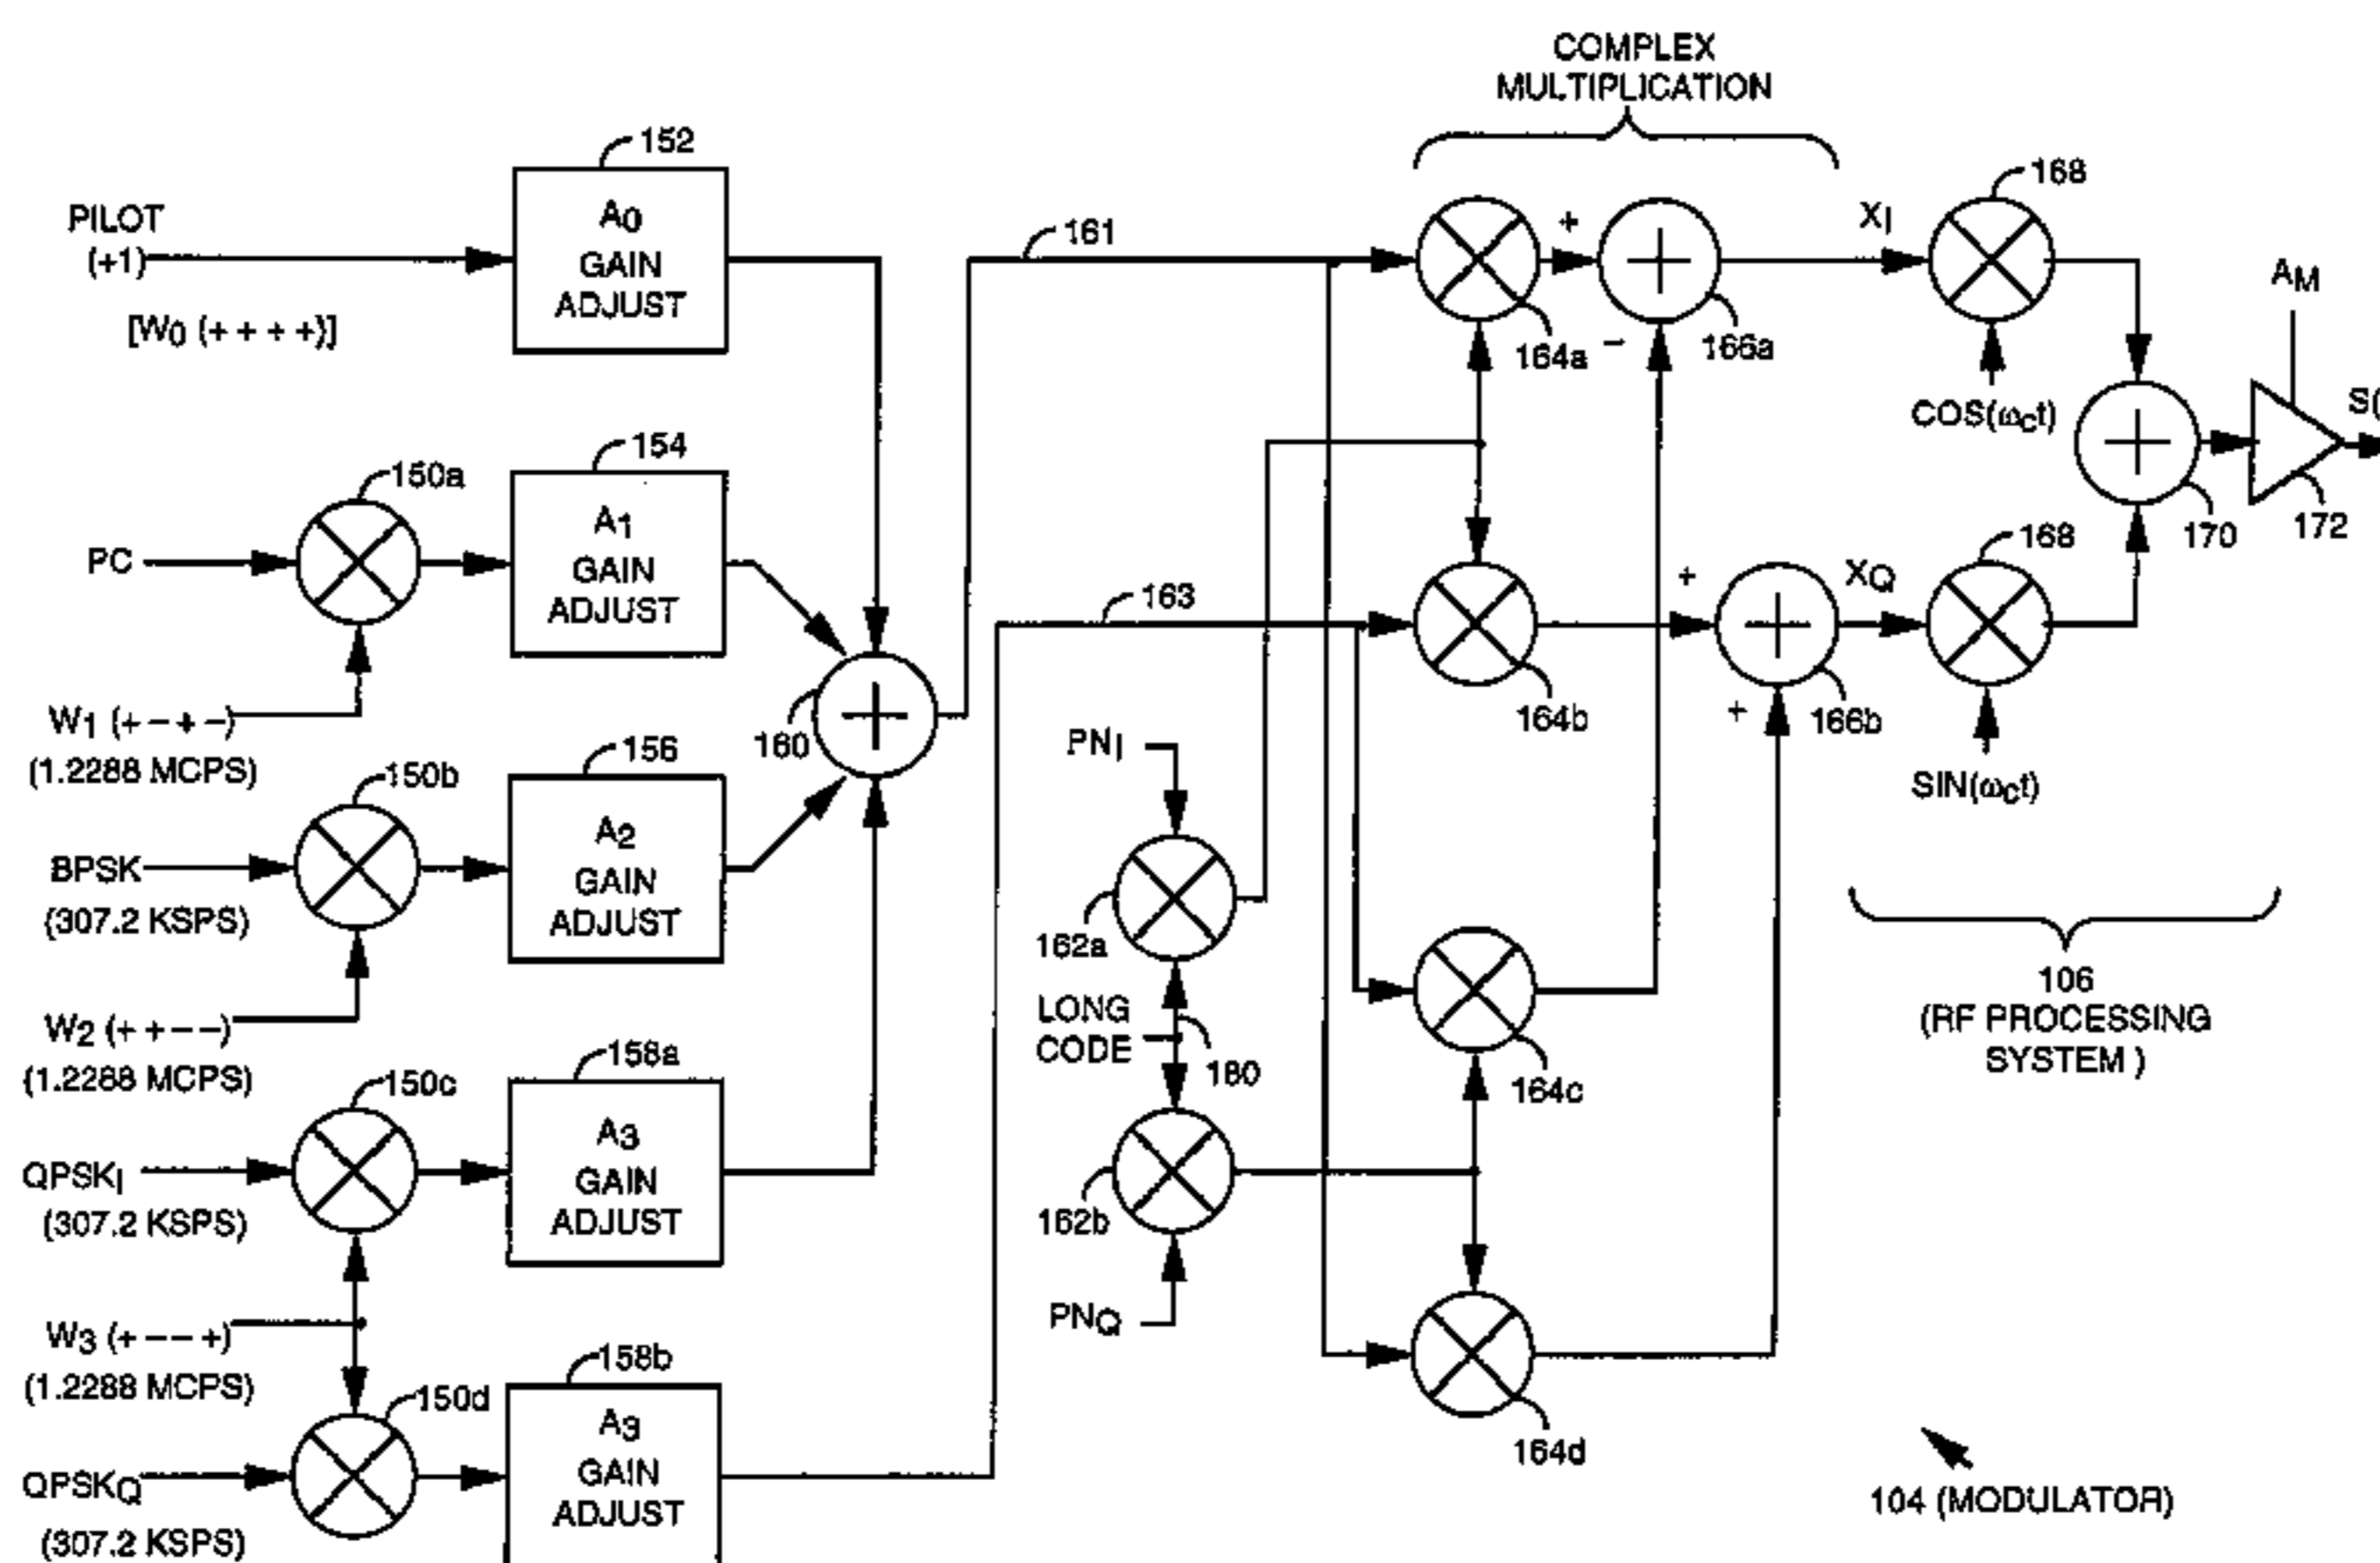 COMPLEX
MULTIPLICATION
152
A0
GAIN
ADJUST
PILOT
(+1)
[W0 (+ + + +)]
161
+
164a
−
166a
XI
168
COS(ωct)
AM
S(
170
172
154
A1
GAIN
ADJUST
150a
PC
W1 (+ − + −)
(1.2288 MCPS)
160
163
164b
+
+
166b
XQ
168
SIN(ωct)
156
A2
GAIN
ADJUST
150b
BPSK
(307.2 KSPS)
W2 (+ + − −)
(1.2288 MCPS)
PNI
162a
LONG
CODE
180
162b
PNQ
164c
164d
106
(RF PROCESSING
SYSTEM )
158a
A3
GAIN
ADJUST
150c
QPSKI
(307.2 KSPS)
W3 (+ − − +)
(1.2288 MCPS)
158b
A3
GAIN
ADJUST
150d
QPSKQ
(307.2 KSPS)
104 (MODULATOR)